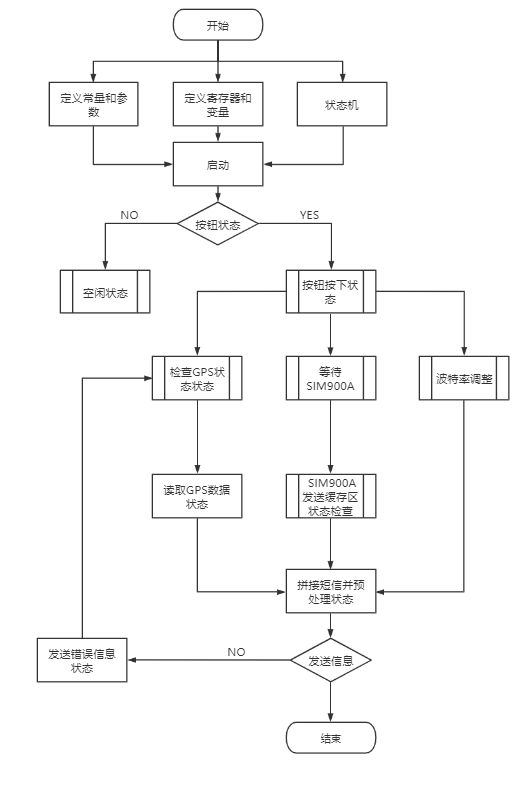 开始
定义常量和参
数
定义寄存器和
变量
状态机
启动
NO
按钮状态
YES
空闲状态
按钮按下状
态
检查GPS状
态状态
等待
SIM900A
波特率调整
读取GPS数据
状态
SIM900A
发送缓存区
状态检查
拼接短信并预
处理状态
发送错误信息
状态
NO
发送信息
结束